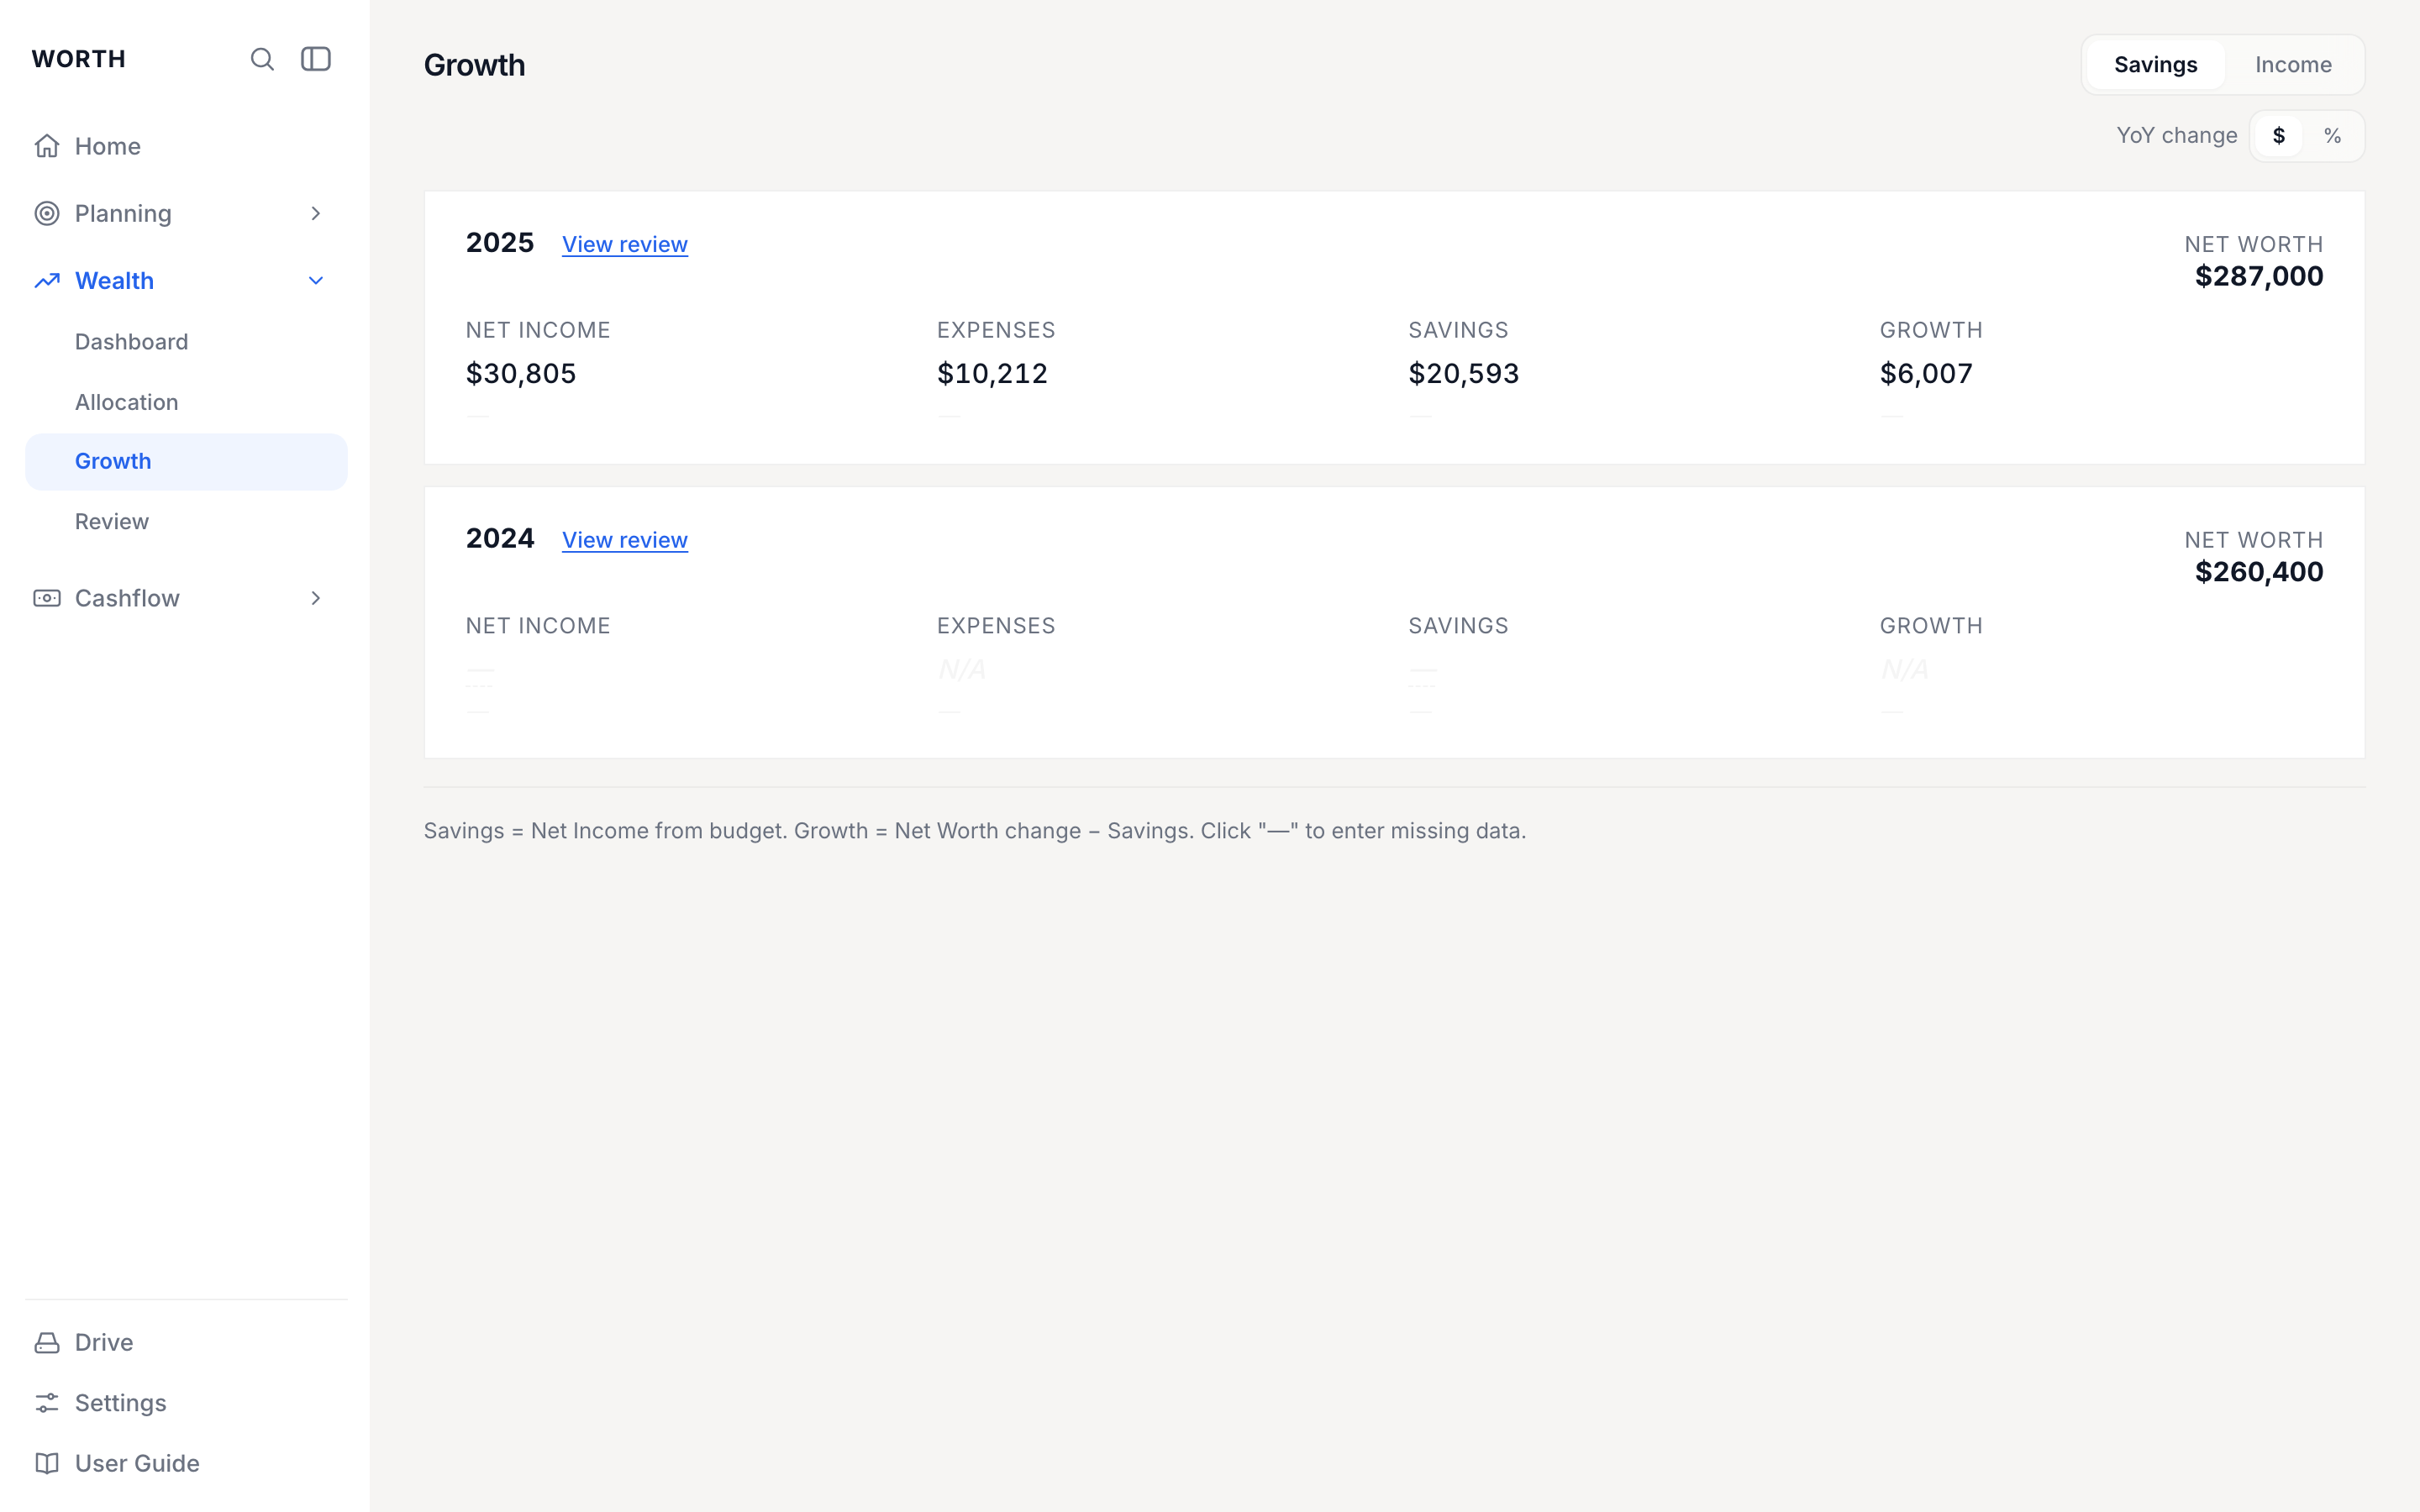 WORTH
Home
Planning
Wealth
Dashboard
Allocation
Growth
Review
Cashflow
Drive
Settings
User Guide
Growth
Savings Income
YoY change $ %
2025 View review NET WORTH
$287,000
NET INCOME EXPENSES SAVINGS GROWTH
$30,805 $10,212 $20,593 $6,007
— — — —
2024 View review NET WORTH
$260,400
NET INCOME EXPENSES SAVINGS GROWTH
— N/A — N/A
— — — —
Savings = Net Income from budget. Growth = Net Worth change – Savings. Click "—" to enter missing data.